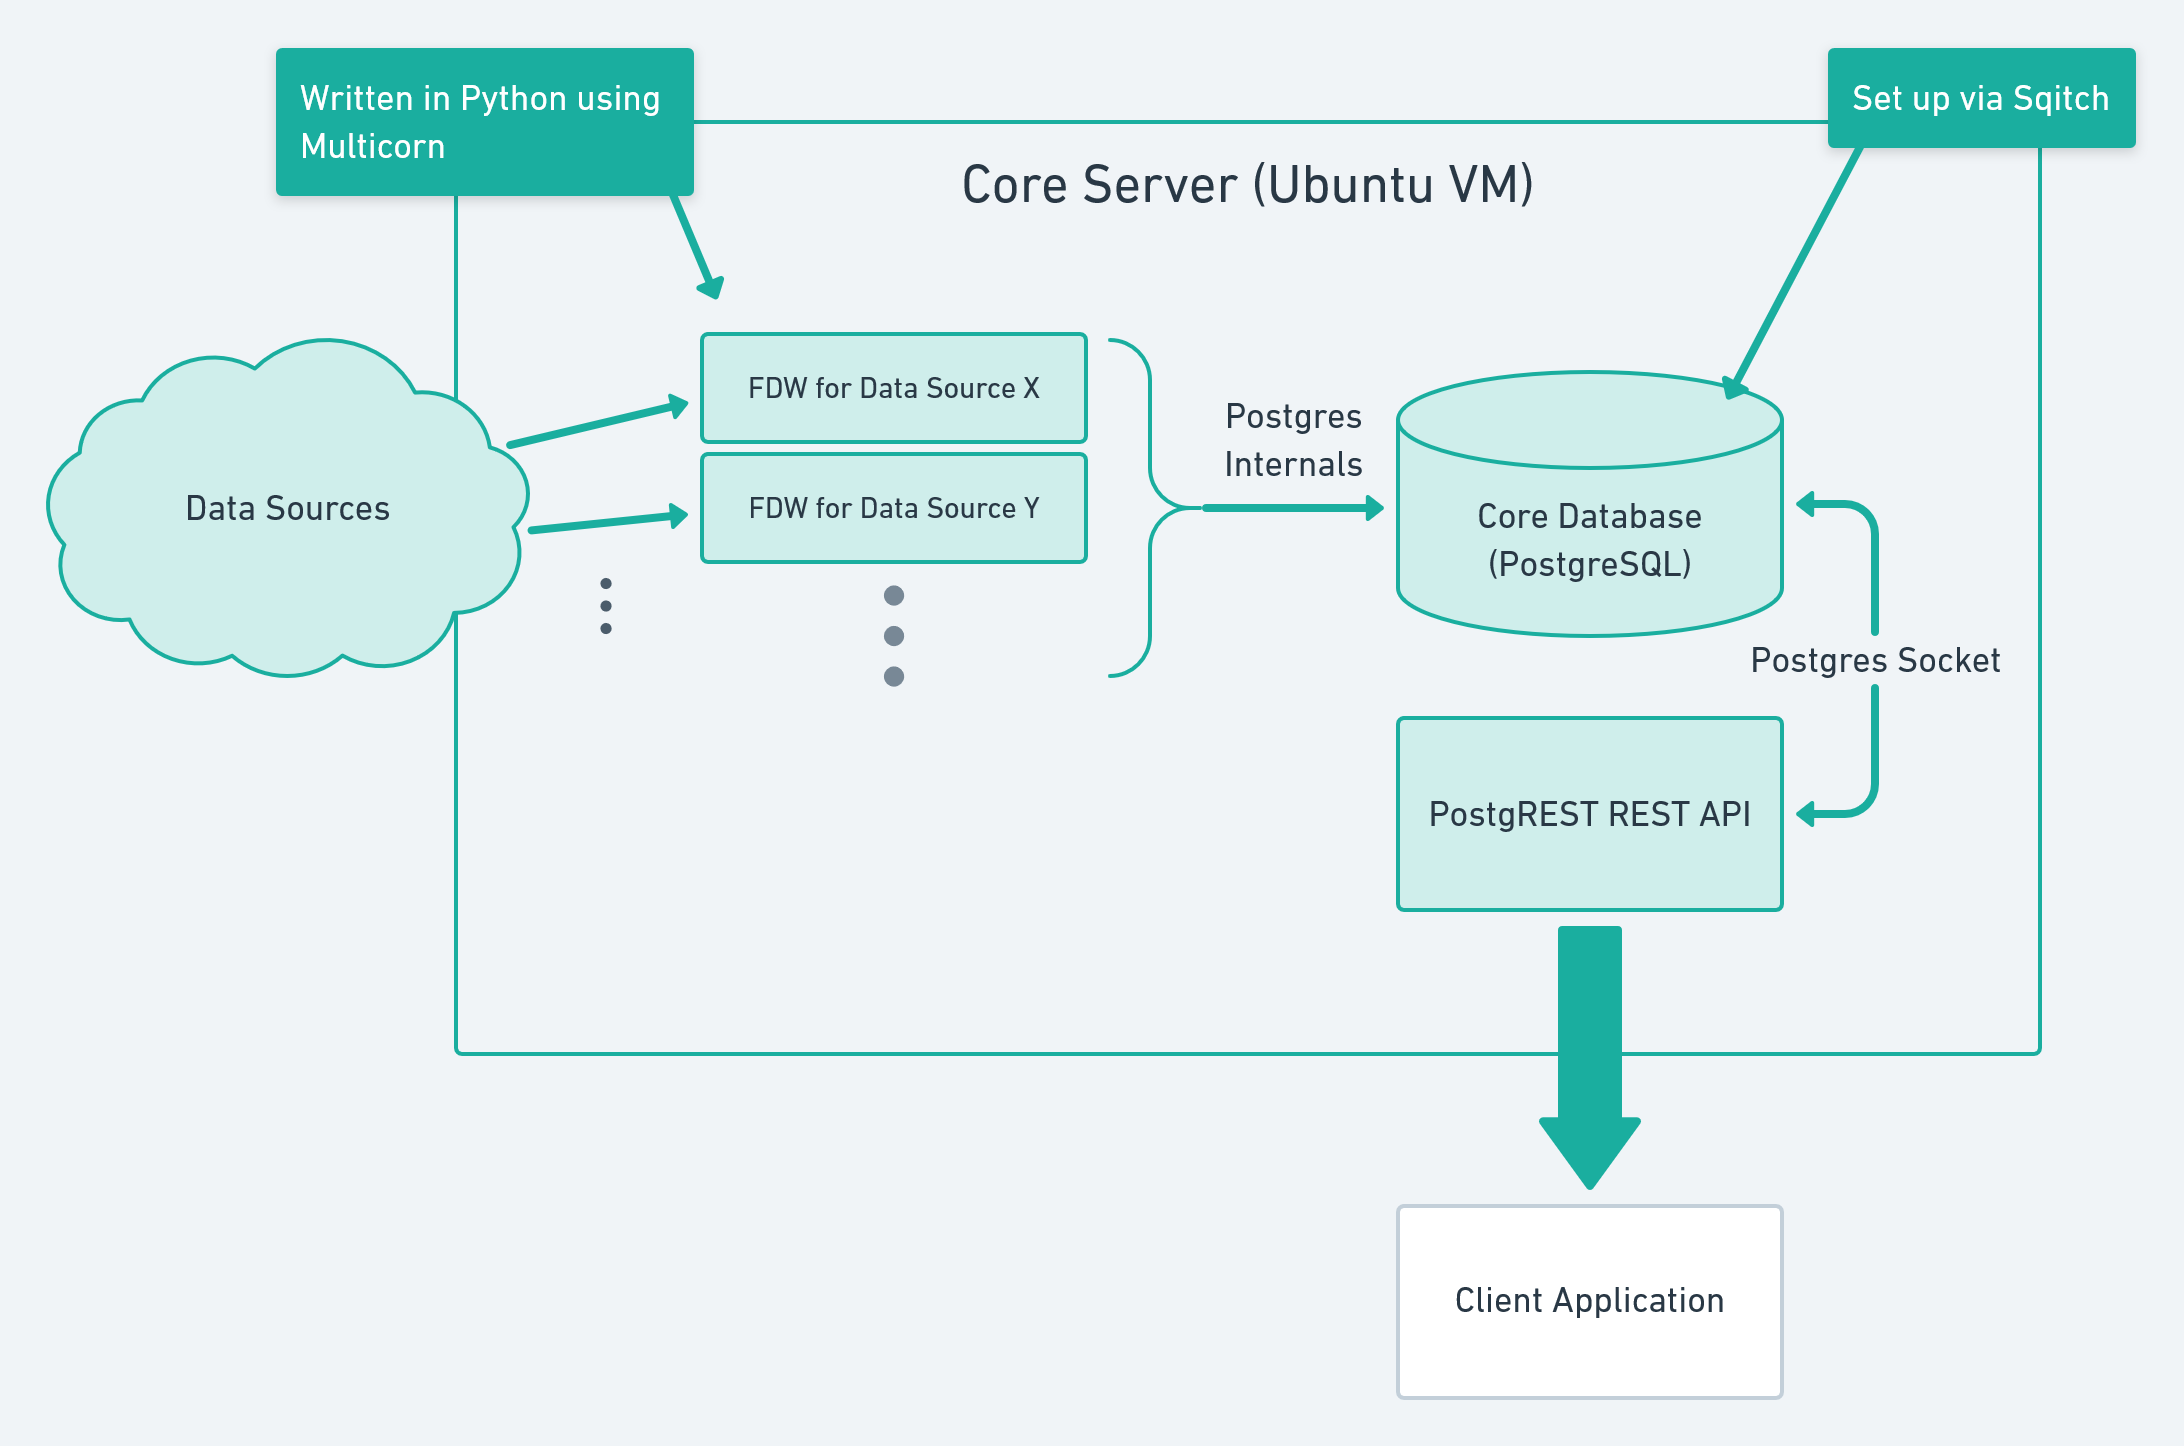 Written in Python using
Multicorn
Set up via Sqitch
Core Server (Ubuntu VM)
Data Sources
FDW for Data Source X
FDW for Data Source Y
Postgres
Internals
Core Database
(PostgreSQL)
Postgres Socket
PostgREST REST API
Client Application